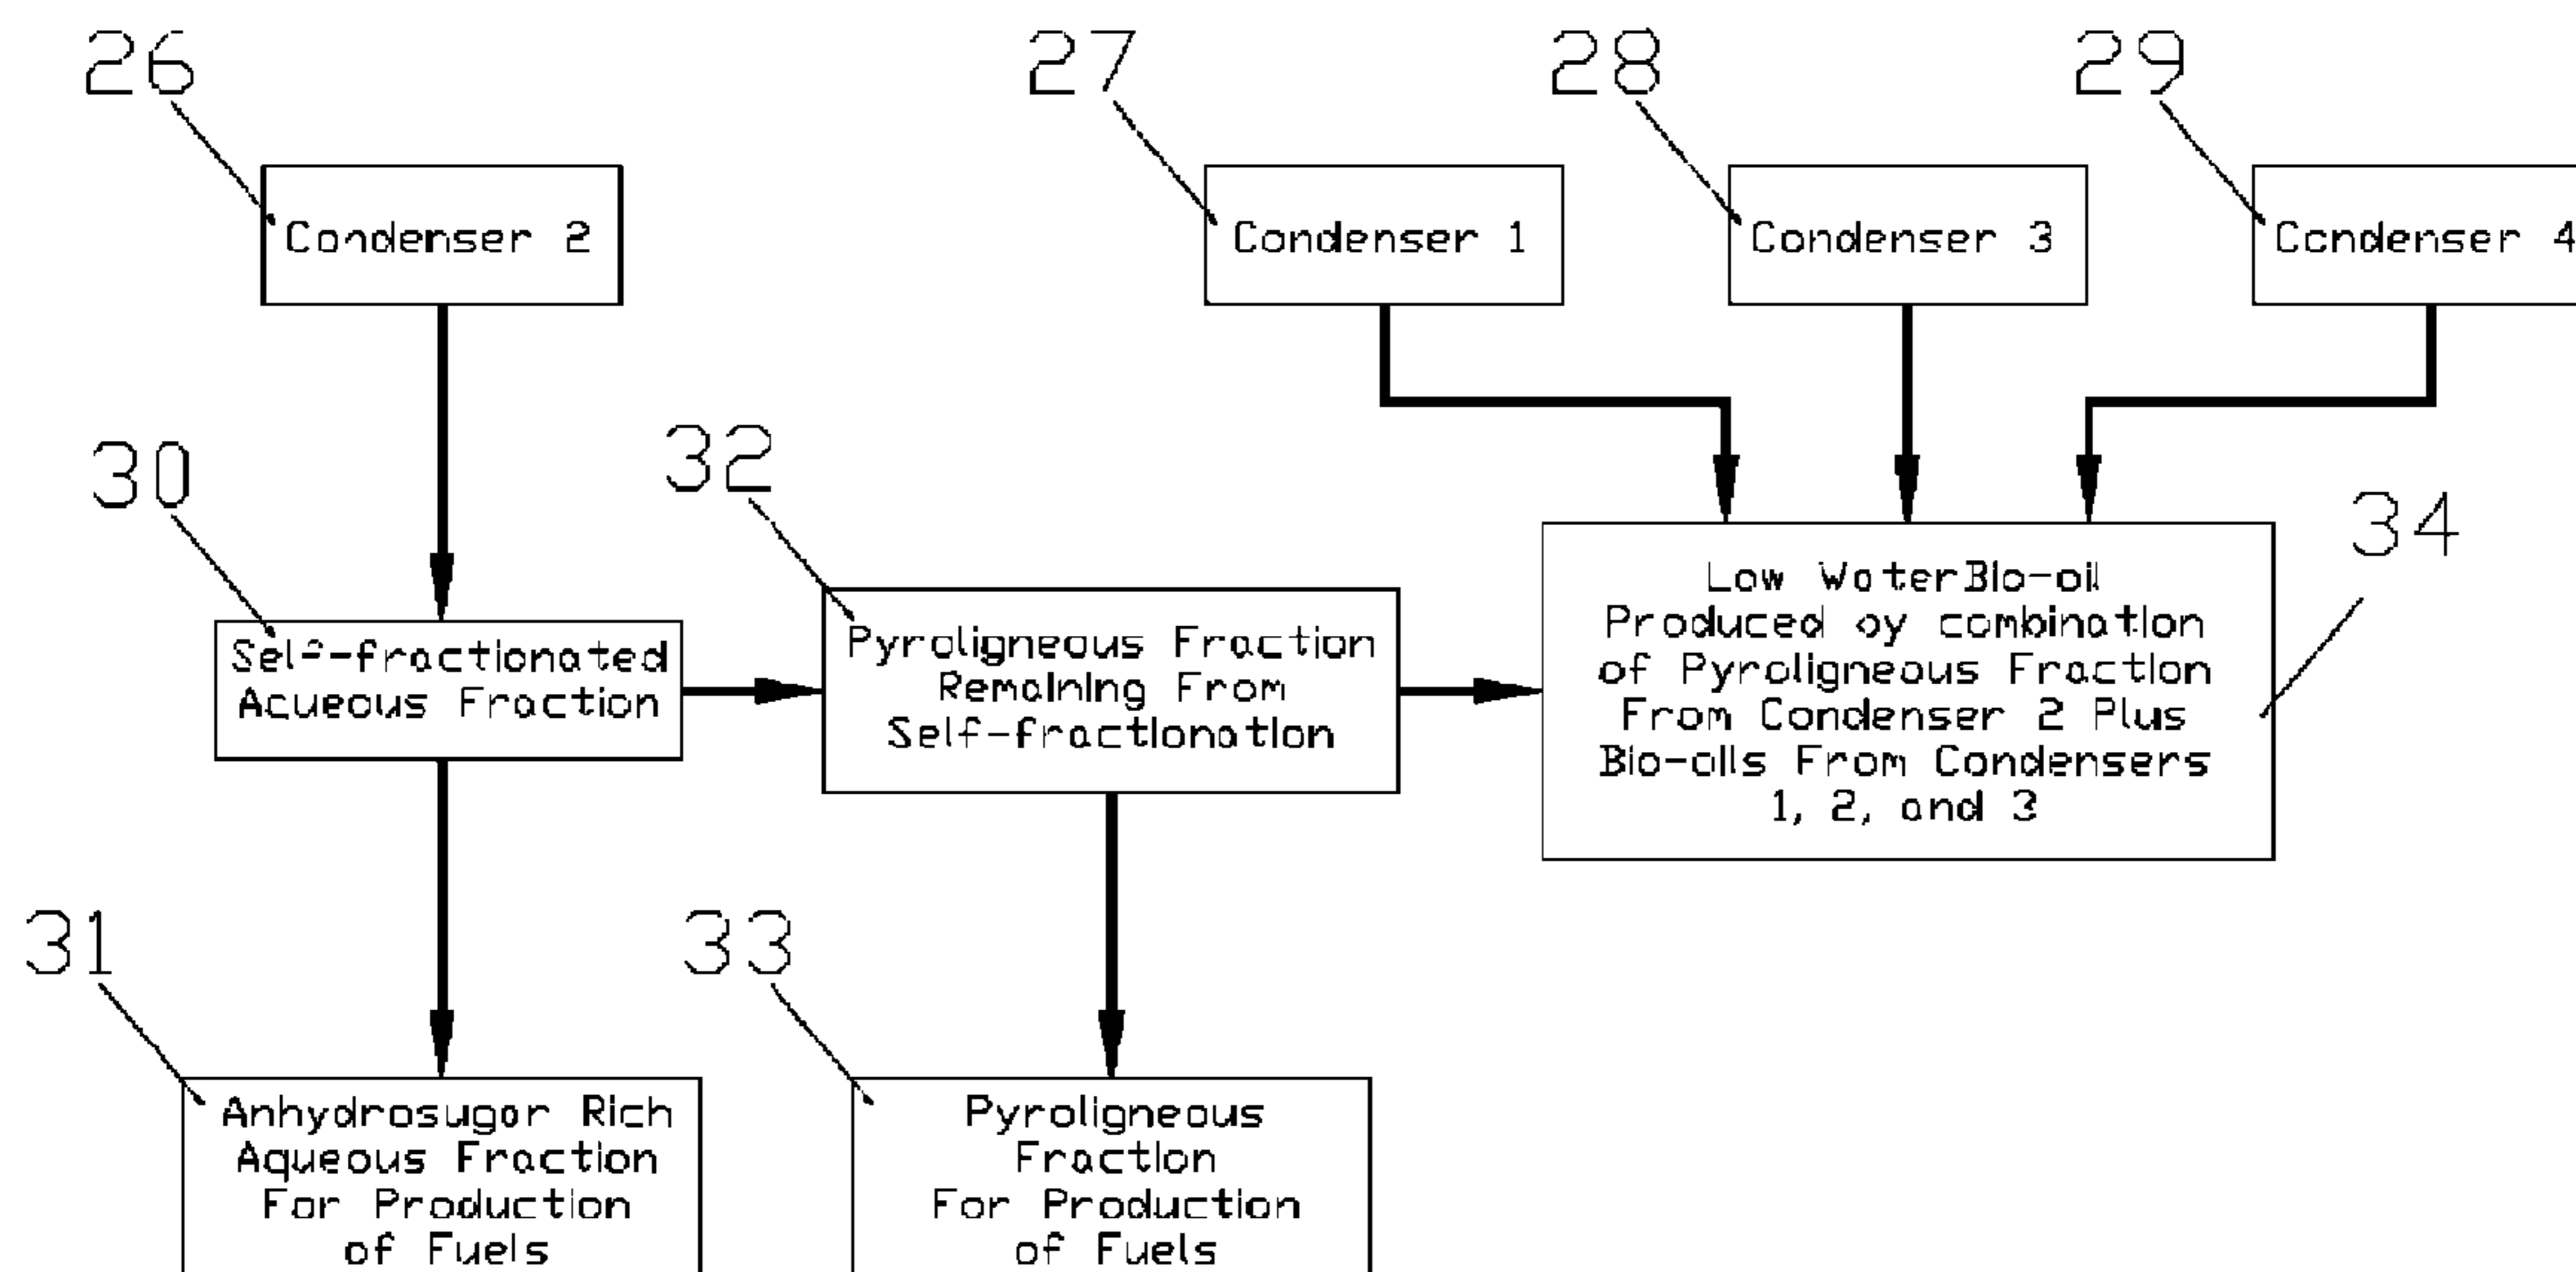 26
27
28
29
Condenser 2
Condenser 1
Condenser 3
Condenser 4
30
32
34
Self-fractionated
Aqueous Fraction
Pyroligneous Fraction
Remaining From
Self-fractionation
Low Water Bio-oil
Produced by combination
of Pyroligneous Fraction
From Condenser 2 Plus
Bio-oils From Condensers
1, 2, and 3
31
33
Anhydrosugar Rich
Aqueous Fraction
For Production
of Fuels
Pyroligneous
Fraction
For Production
of Fuels